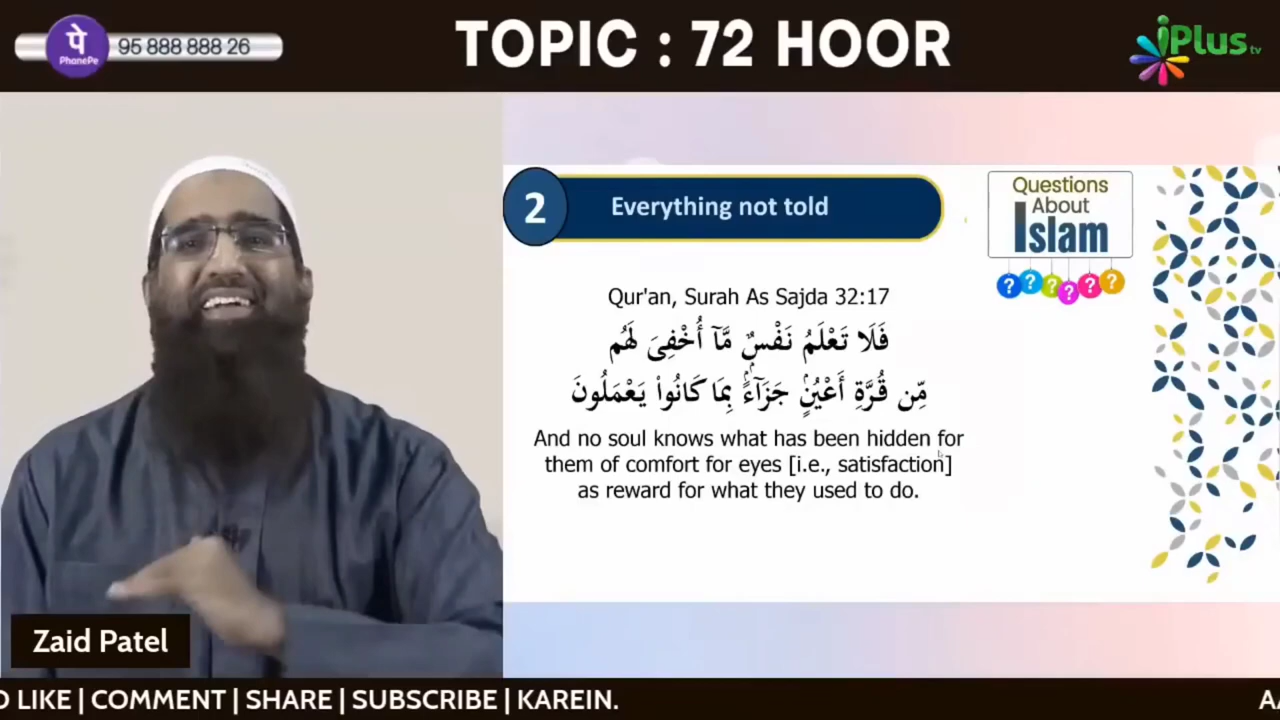 पे
PhonePe
95 888 888 26
TOPIC : 72 HOOR
iPlus tv
2
Everything not told
Questions
About
Islam
? ? ? ? ? ?
Qur'an, Surah As Sajda 32:17
فَلَا تَعْلَمُ نَفْسٌ مَّآ أُخْفِىَ لَهُم
مِّن قُرَّةِ أَعْيُنٍ جَزَآءًۢ بِمَا كَانُوا۟ يَعْمَلُونَ
And no soul knows what has been hidden for
them of comfort for eyes [i.e., satisfaction]
as reward for what they used to do.
Zaid Patel
LIKE | COMMENT | SHARE | SUBSCRIBE | KAREIN.